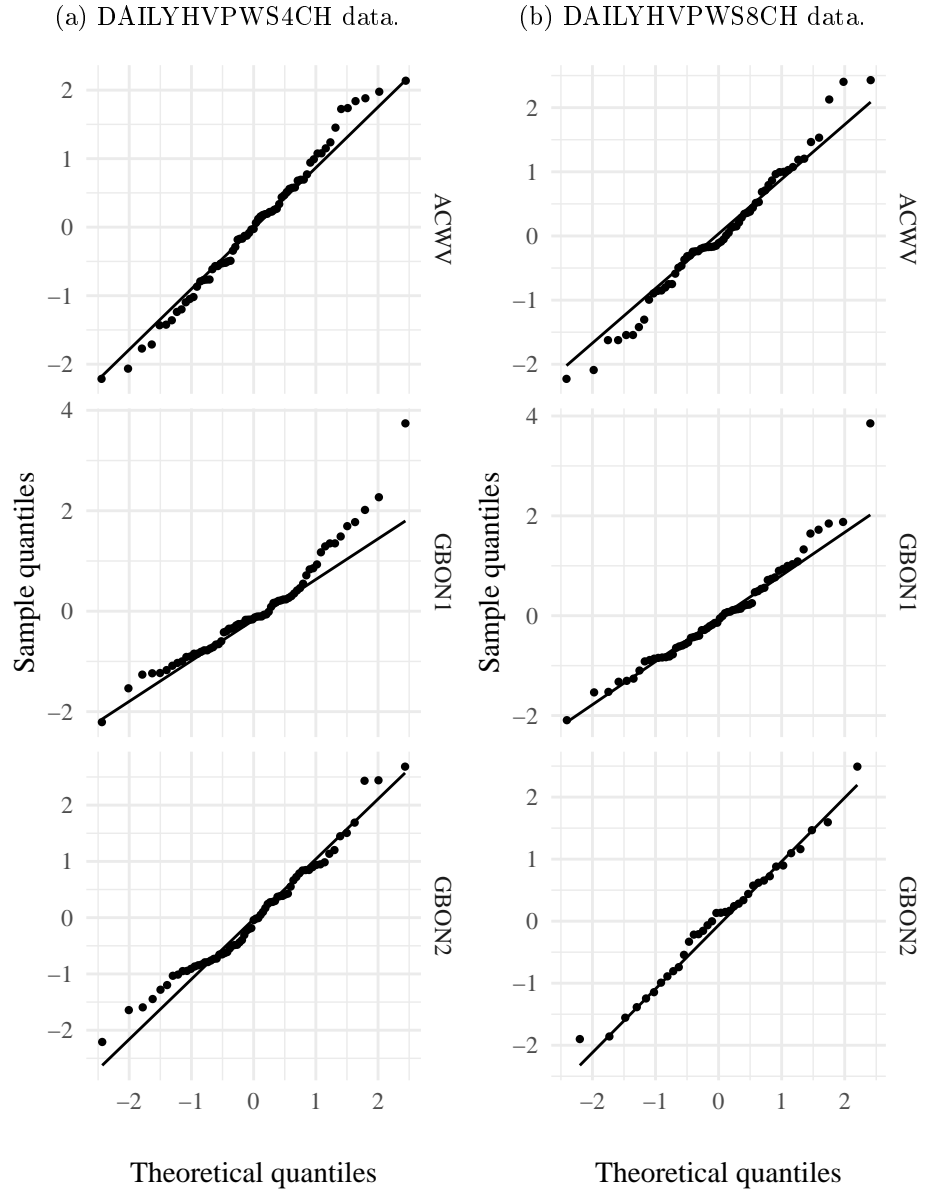 (a) DAILYHVPWS4CH data.
(b) DAILYHVPWS8CH data.
2
1
0
−1
−2
ACWV
2
1
0
−1
−2
ACWV
4
2
0
−2
GBON1
4
2
0
−2
GBON1
Sample quantiles
Sample quantiles
2
1
0
−1
−2
GBON2
2
1
0
−1
−2
GBON2
−2 −1 0 1 2
−2 −1 0 1 2
Theoretical quantiles
Theoretical quantiles